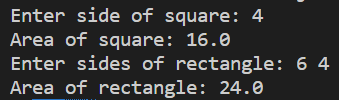 Enter side of square: 4
Area of square: 16.0
Enter sides of rectangle: 6 4
Area of rectangle: 24.0